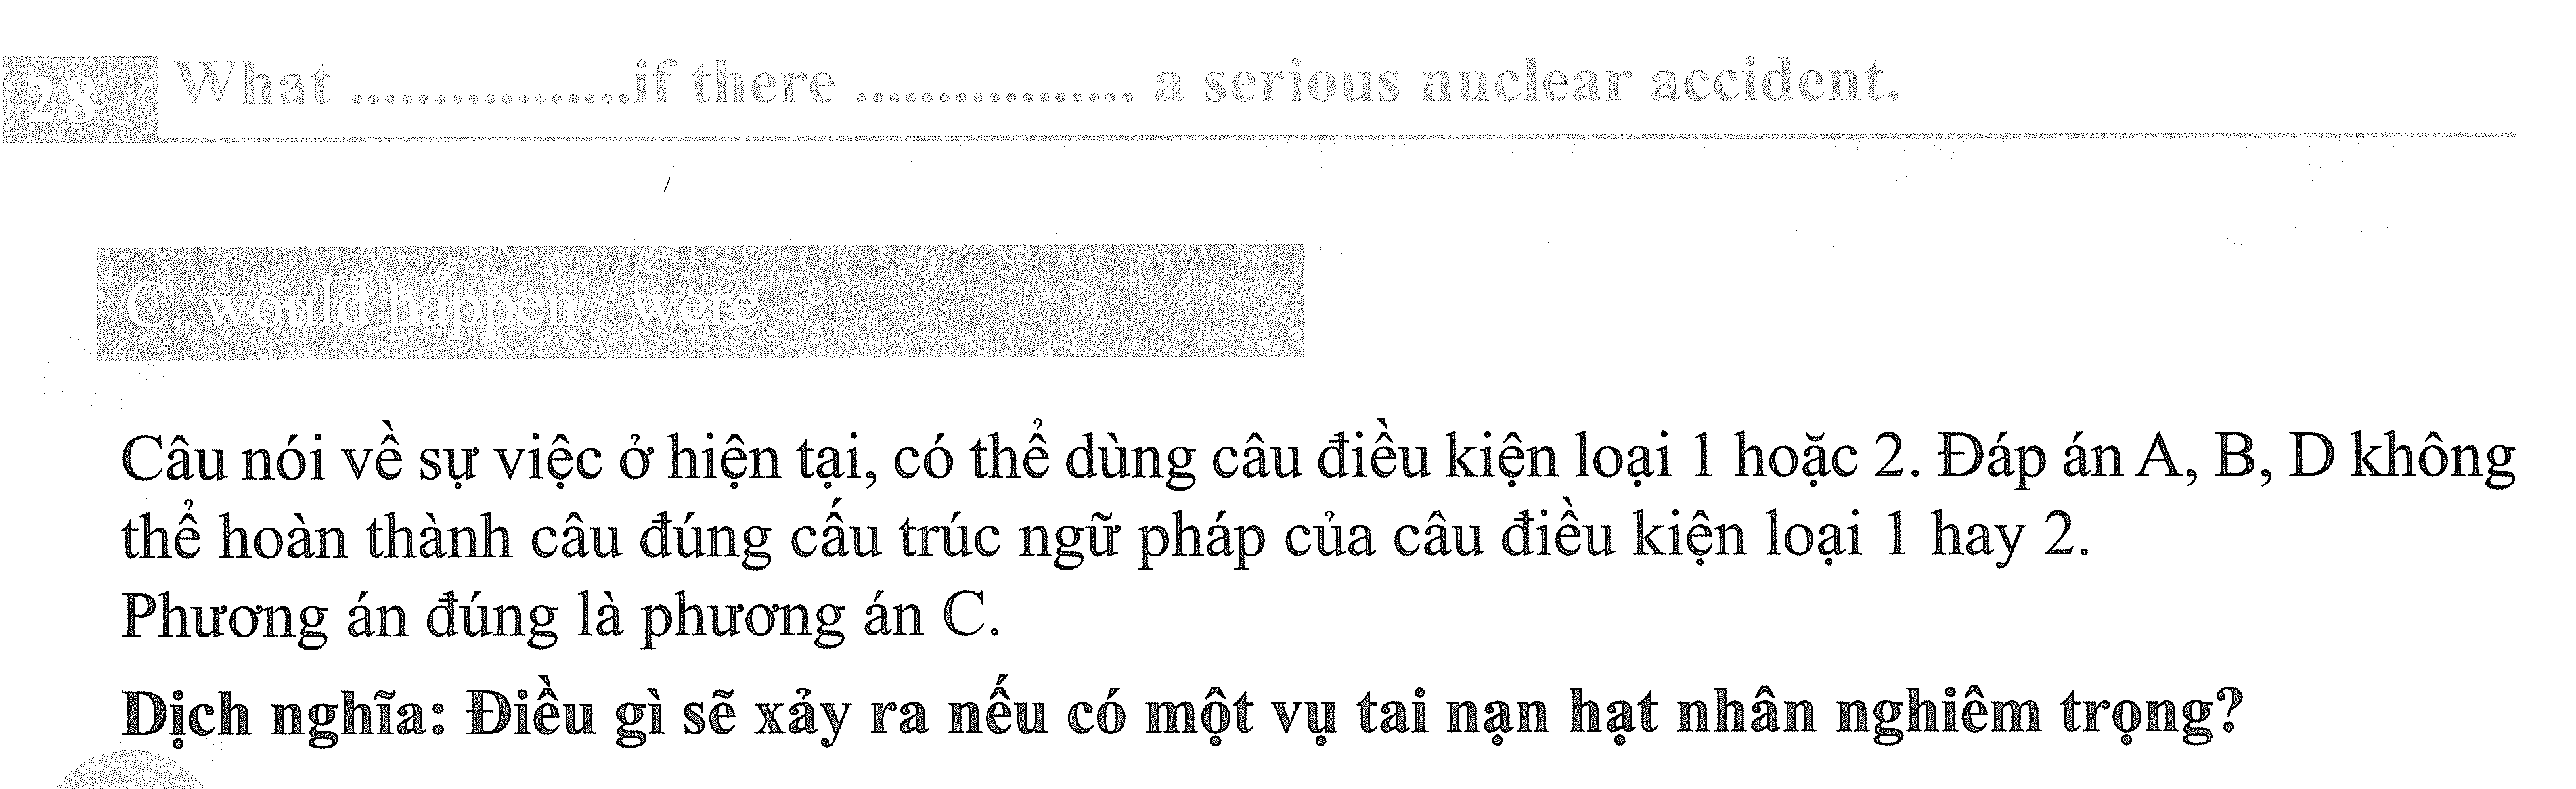 28 What ................if there ................ a serious nuclear accident.
C. would happen / were
Câu nói về sự việc ở hiện tại, có thể dùng câu điều kiện loại 1 hoặc 2. Đáp án A, B, D không
thể hoàn thành câu đúng cấu trúc ngữ pháp của câu điều kiện loại 1 hay 2.
Phương án đúng là phương án C.
Dịch nghĩa: Điều gì sẽ xảy ra nếu có một vụ tai nạn hạt nhân nghiêm trọng?